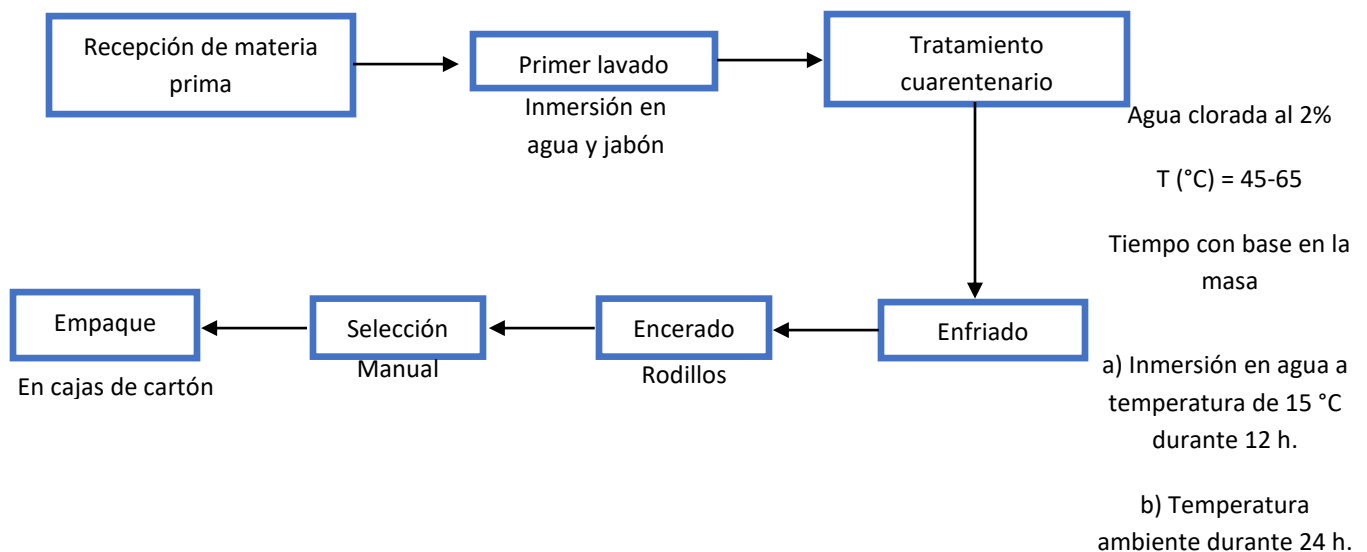 Recepción de materia
prima
Primer lavado
Inmersión en
agua y jabón
Tratamiento
cuarentenario
Agua clorada al 2%
T (°C) = 45-65
Tiempo con base en la
masa
Enfriado
a) Inmersión en agua a
temperatura de 15 °C
durante 12 h.
b) Temperatura
ambiente durante 24 h.
Encerado
Rodillos
Selección
Manual
Empaque
En cajas de cartón